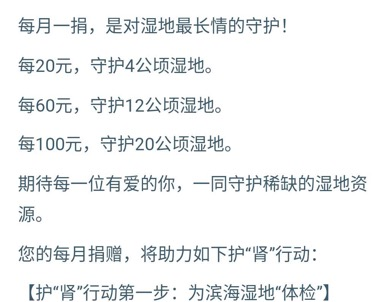 每月一捐，是对湿地最长情的守护！
每20元，守护4公顷湿地。
每60元，守护12公顷湿地。
每100元，守护20公顷湿地。
期待每一位有爱的你，一同守护稀缺的湿地资
源。
您的每月捐赠，将助力如下护“肾”行动：
【护“肾”行动第一步：为滨海湿地“体检”】